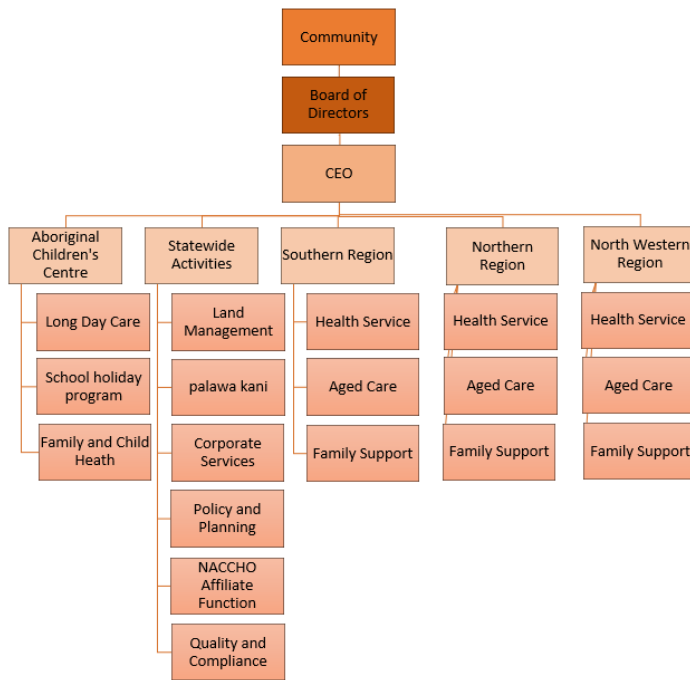 Community
Board of
Directors
CEO
Aboriginal
Children's
Centre
Long Day Care
School holiday
program
Family and Child
Heath
Statewide
Activities
Land
Management
palawa kani
Corporate
Services
Policy and
Planning
NACCHO
Affiliate
Function
Quality and
Compliance
Southern Region
Health Service
Aged Care
Family Support
Northern
Region
Health Service
Aged Care
Family Support
North Western
Region
Health Service
Aged Care
Family Support